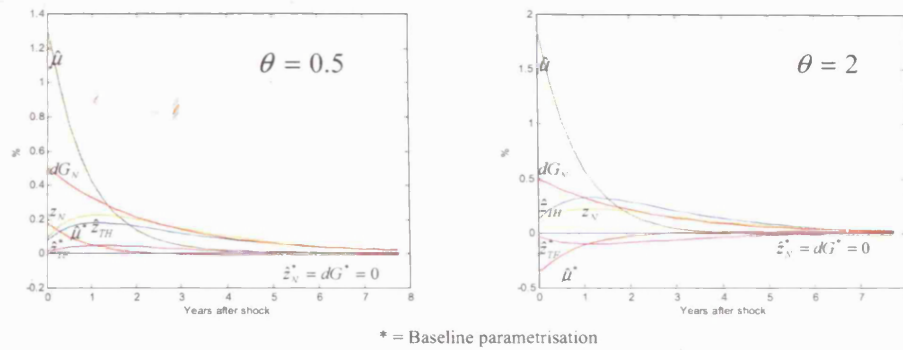 θ = 0.5
1.4
1.2
1
0.8
0.6
0.4
0.2
0
-0.2
%
μ̂
dG_N
ẑ_N
μ̂*
ẑ_TH
ẑ*_TF
ẑ*_N = dG* = 0
0 1 2 3 4 5 6 7 8
Years after shock
θ = 2
2
1.5
1
0.5
0
-0.5
%
μ̂
dG_N
ẑ_TH
ẑ_N
ẑ*_TF
μ̂*
ẑ*_N = dG* = 0
0 1 2 3 4 5 6 7
Years after shock
* = Baseline parametrisation